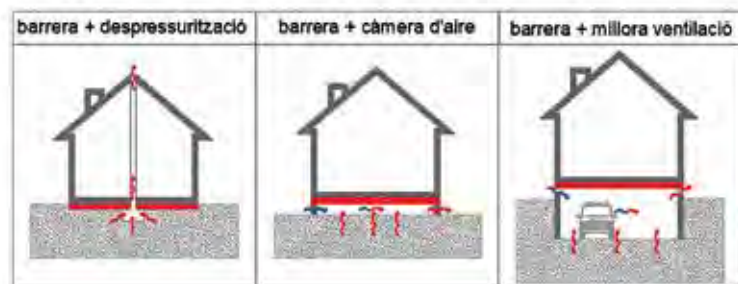 barrera + despressurització
barrera + càmera d'aire
barrera + millora ventilació